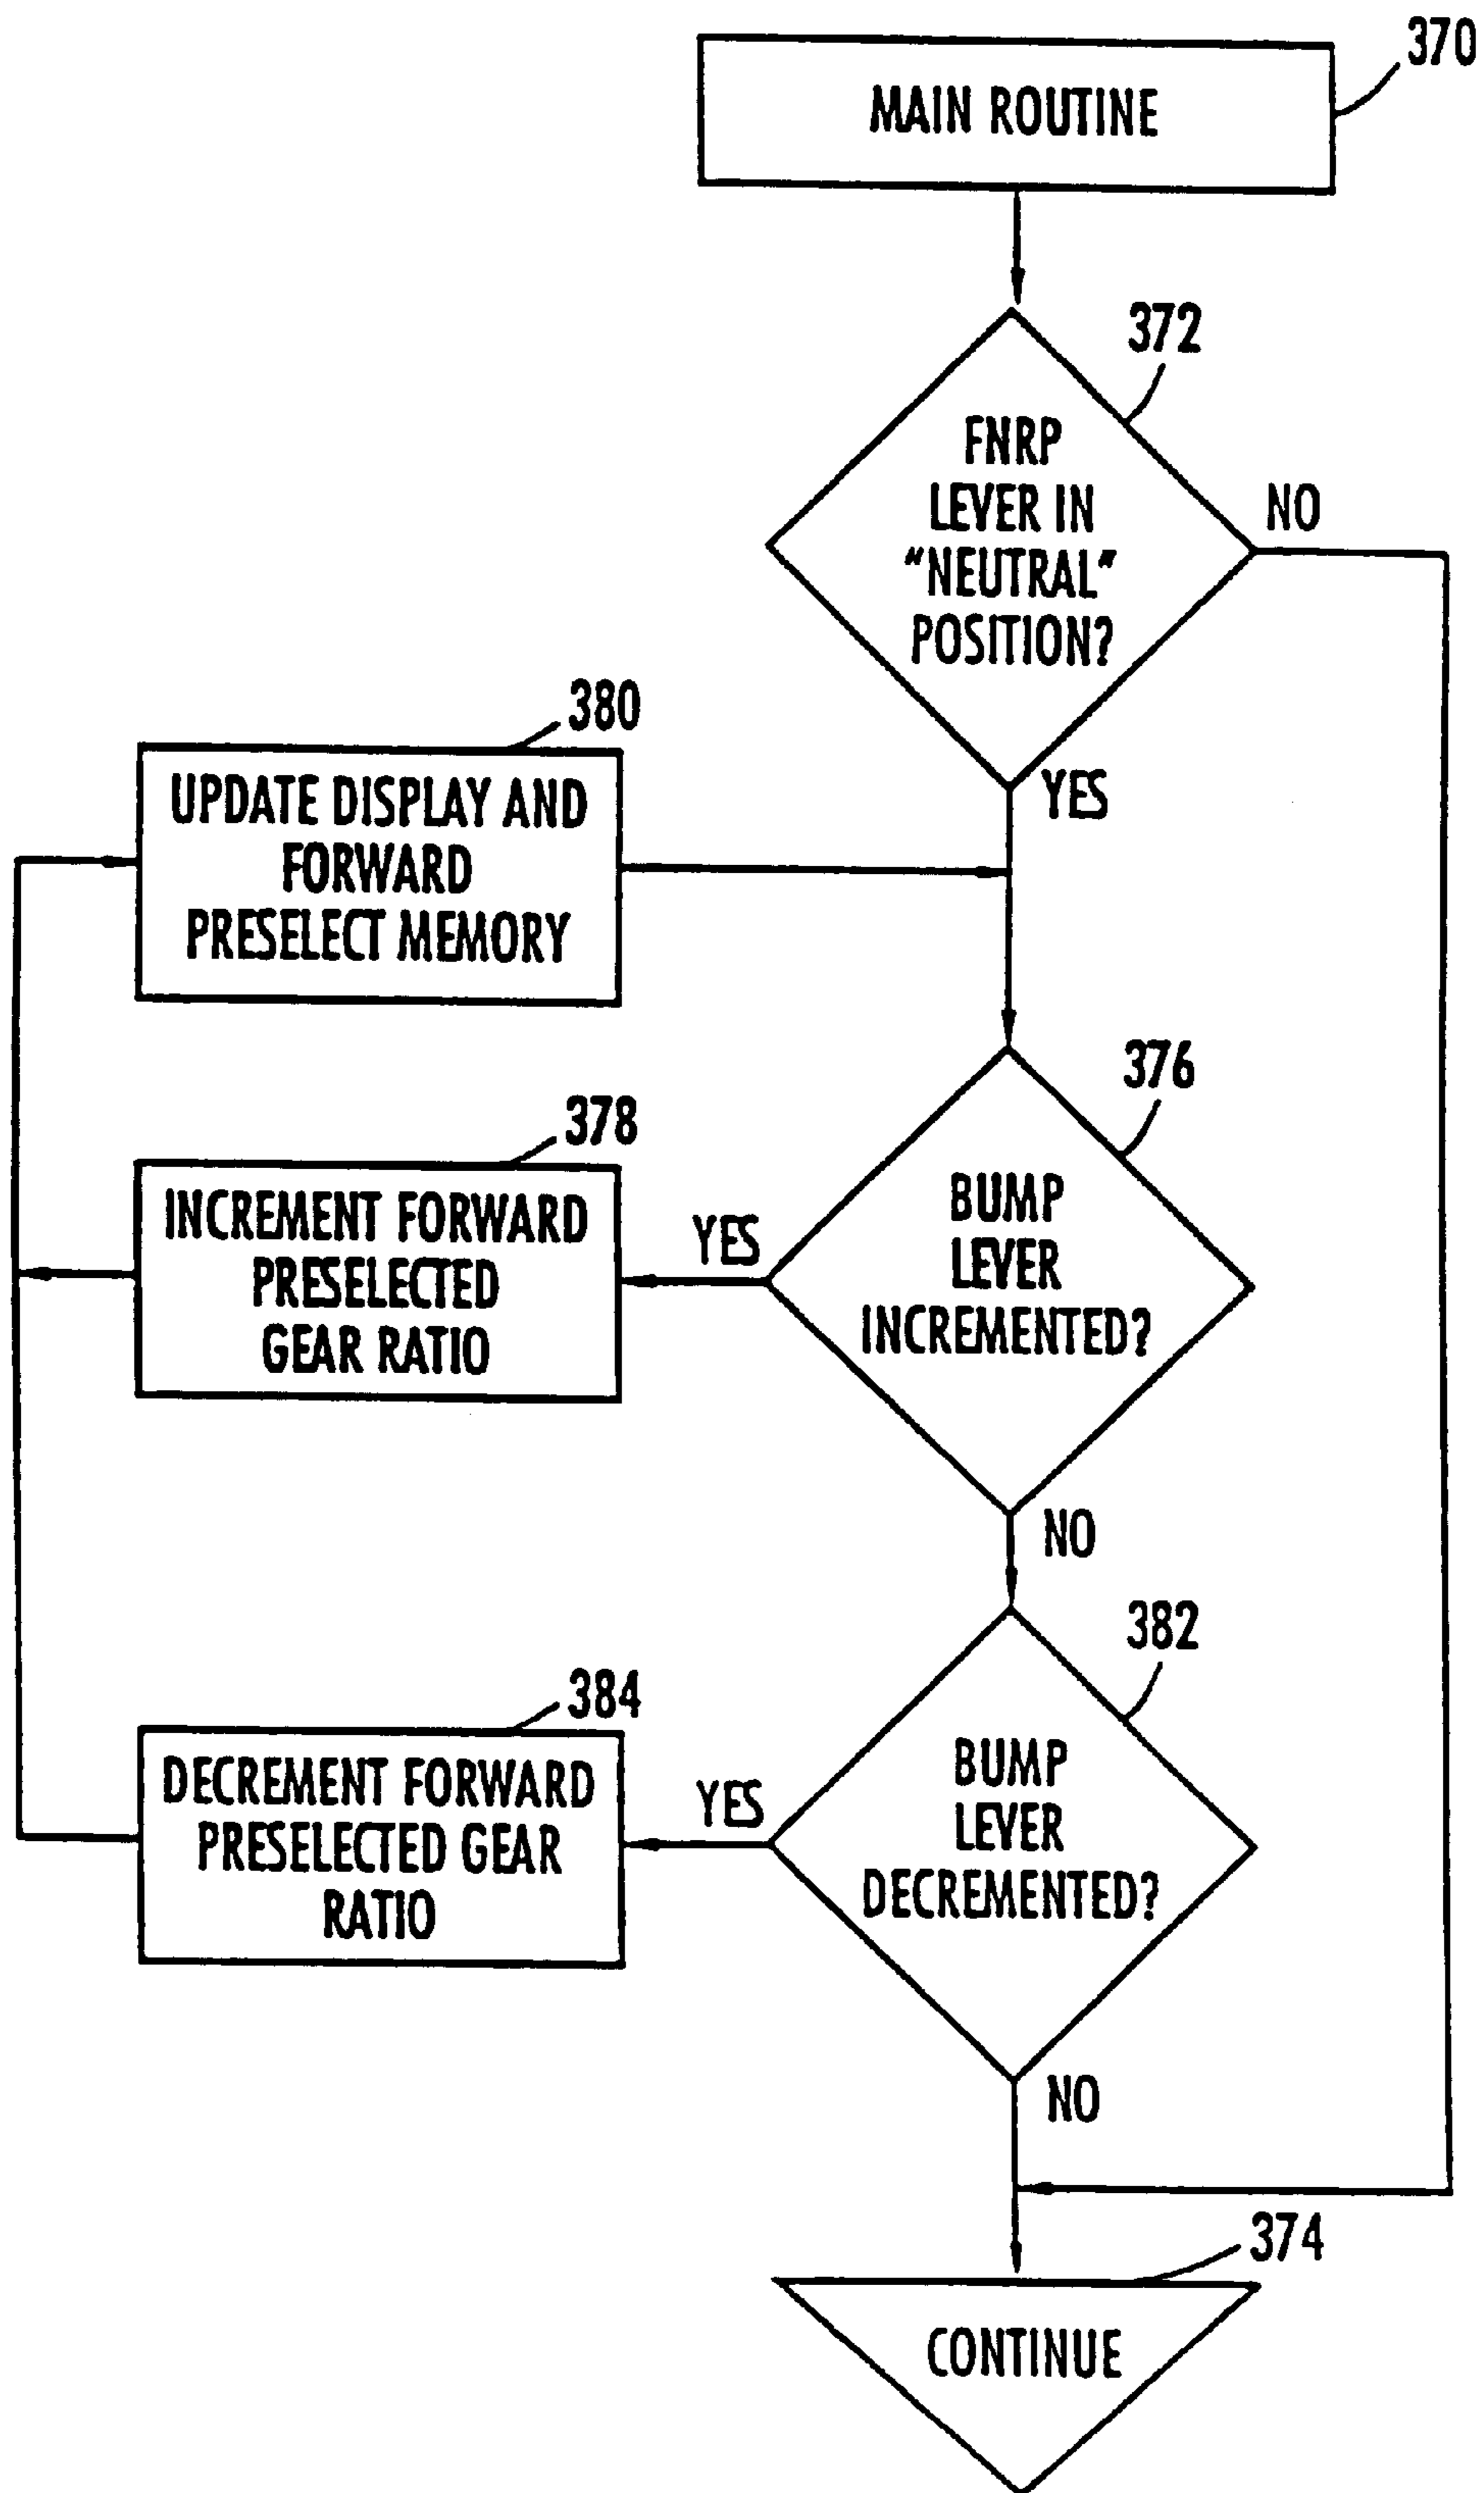 370
MAIN ROUTINE
372
FNRP
LEVER IN
"NEUTRAL"
POSITION?
NO
YES
380
UPDATE DISPLAY AND
FORWARD
PRESELECT MEMORY
376
BUMP
LEVER
INCREMENTED?
YES
NO
378
INCREMENT FORWARD
PRESELECTED
GEAR RATIO
382
BUMP
LEVER
DECREMENTED?
YES
NO
384
DECREMENT FORWARD
PRESELECTED GEAR
RATIO
374
CONTINUE